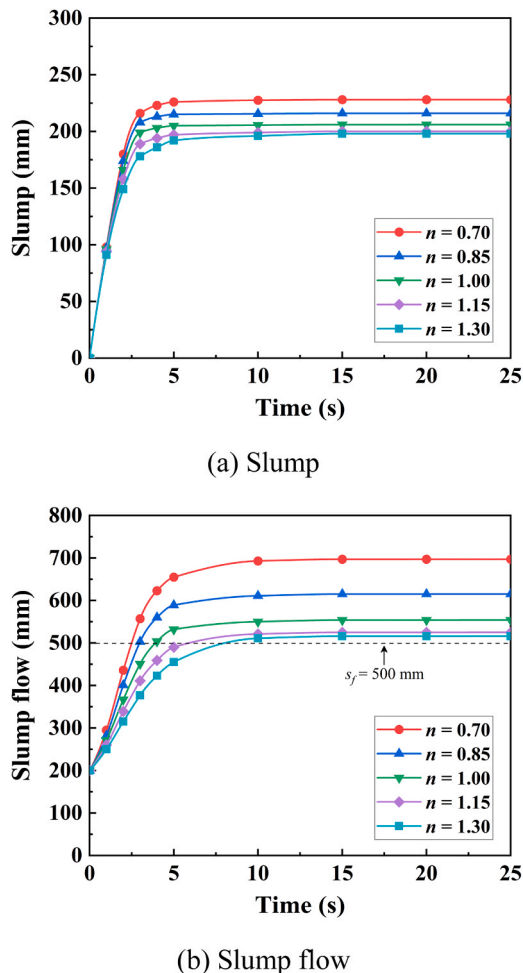 300
250
200
150
100
50
0
Slump (mm)
n = 0.70
n = 0.85
n = 1.00
n = 1.15
n = 1.30
0 5 10 15 20 25
Time (s)
(a) Slump
800
700
600
500
400
300
200
100
0
Slump flow (mm)
s_f = 500 mm
n = 0.70
n = 0.85
n = 1.00
n = 1.15
n = 1.30
0 5 10 15 20 25
Time (s)
(b) Slump flow